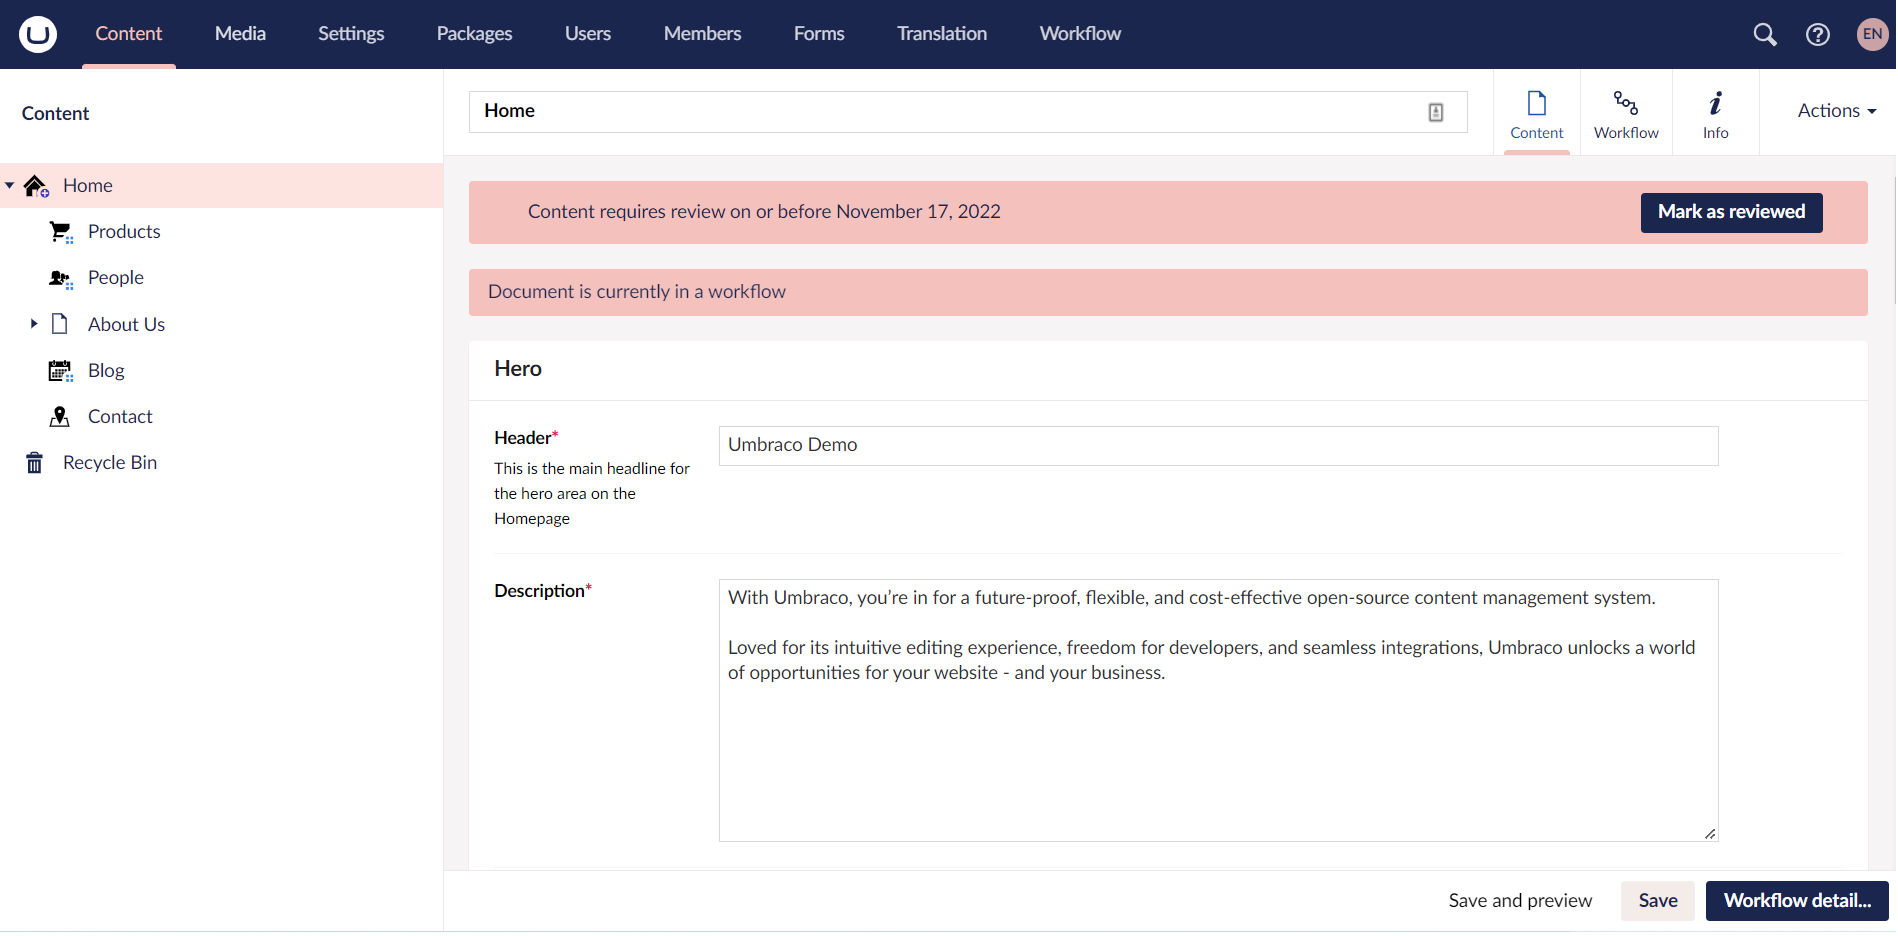 Content Media Settings Packages Users Members Forms Translation Workflow EN
Content
Home
Products
People
About Us
Blog
Contact
Recycle Bin
Home
Content
Workflow
Info
Actions
Content requires review on or before November 17, 2022
Mark as reviewed
Document is currently in a workflow
Hero
Header*
This is the main headline for
the hero area on the
Homepage
Umbraco Demo
Description*
With Umbraco, you’re in for a future-proof, flexible, and cost-effective open-source content management system.
Loved for its intuitive editing experience, freedom for developers, and seamless integrations, Umbraco unlocks a world
of opportunities for your website - and your business.
Save and preview
Save
Workflow detail...